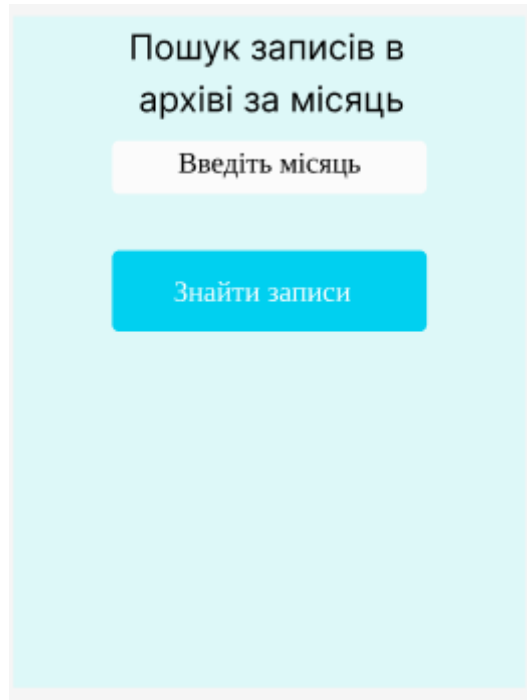 Пошук записів в
архіві за місяць
Введіть місяць
Знайти записи